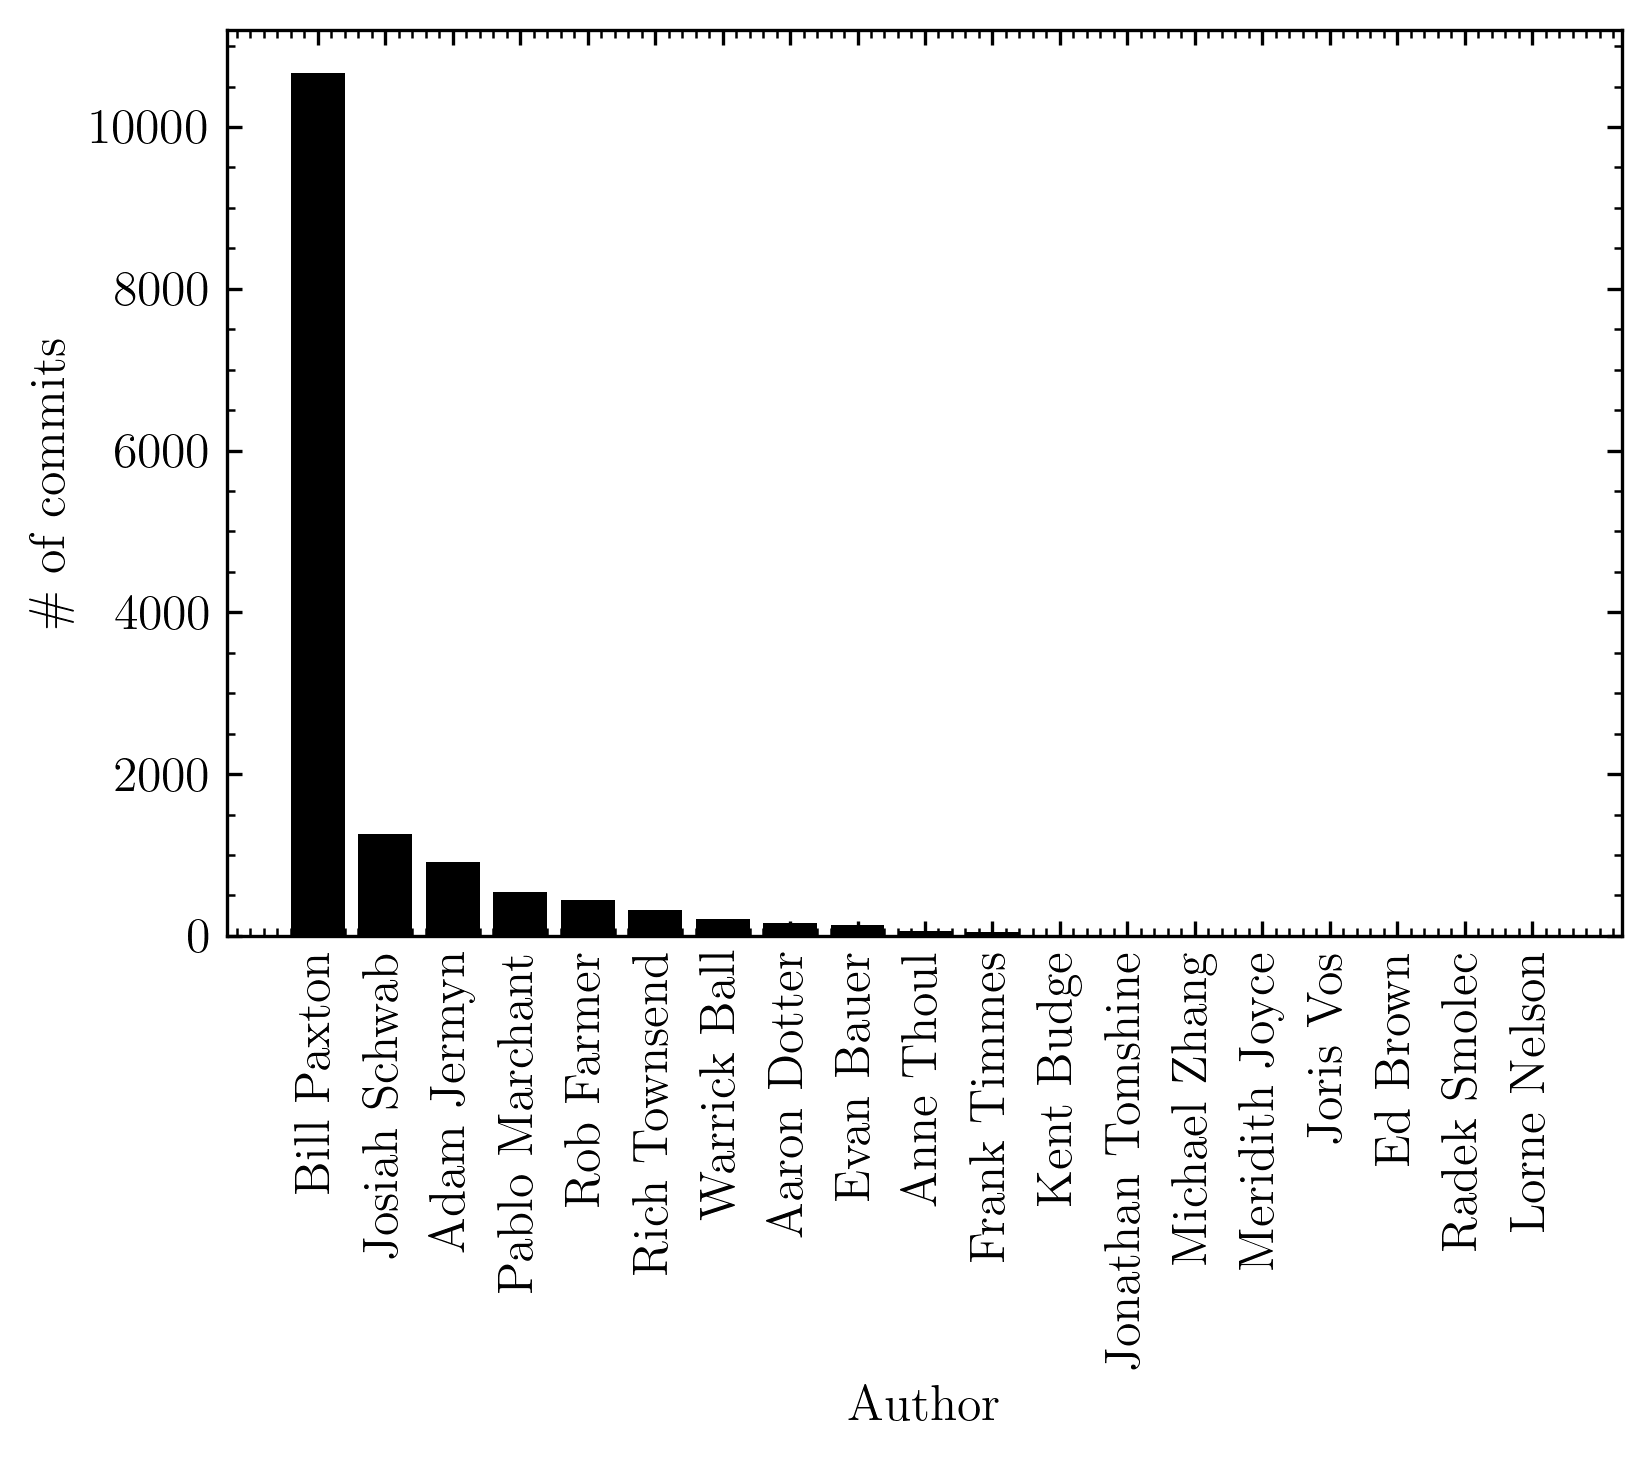 10000
8000
6000
4000
2000
0
# of commits
Bill Paxton
Josiah Schwab
Adam Jermyn
Pablo Marchant
Rob Farmer
Rich Townsend
Warrick Ball
Aaron Dotter
Evan Bauer
Anne Thoul
Frank Timmes
Kent Budge
Jonathan Tomshine
Michael Zhang
Meridith Joyce
Joris Vos
Ed Brown
Radek Smolec
Lorne Nelson
Author